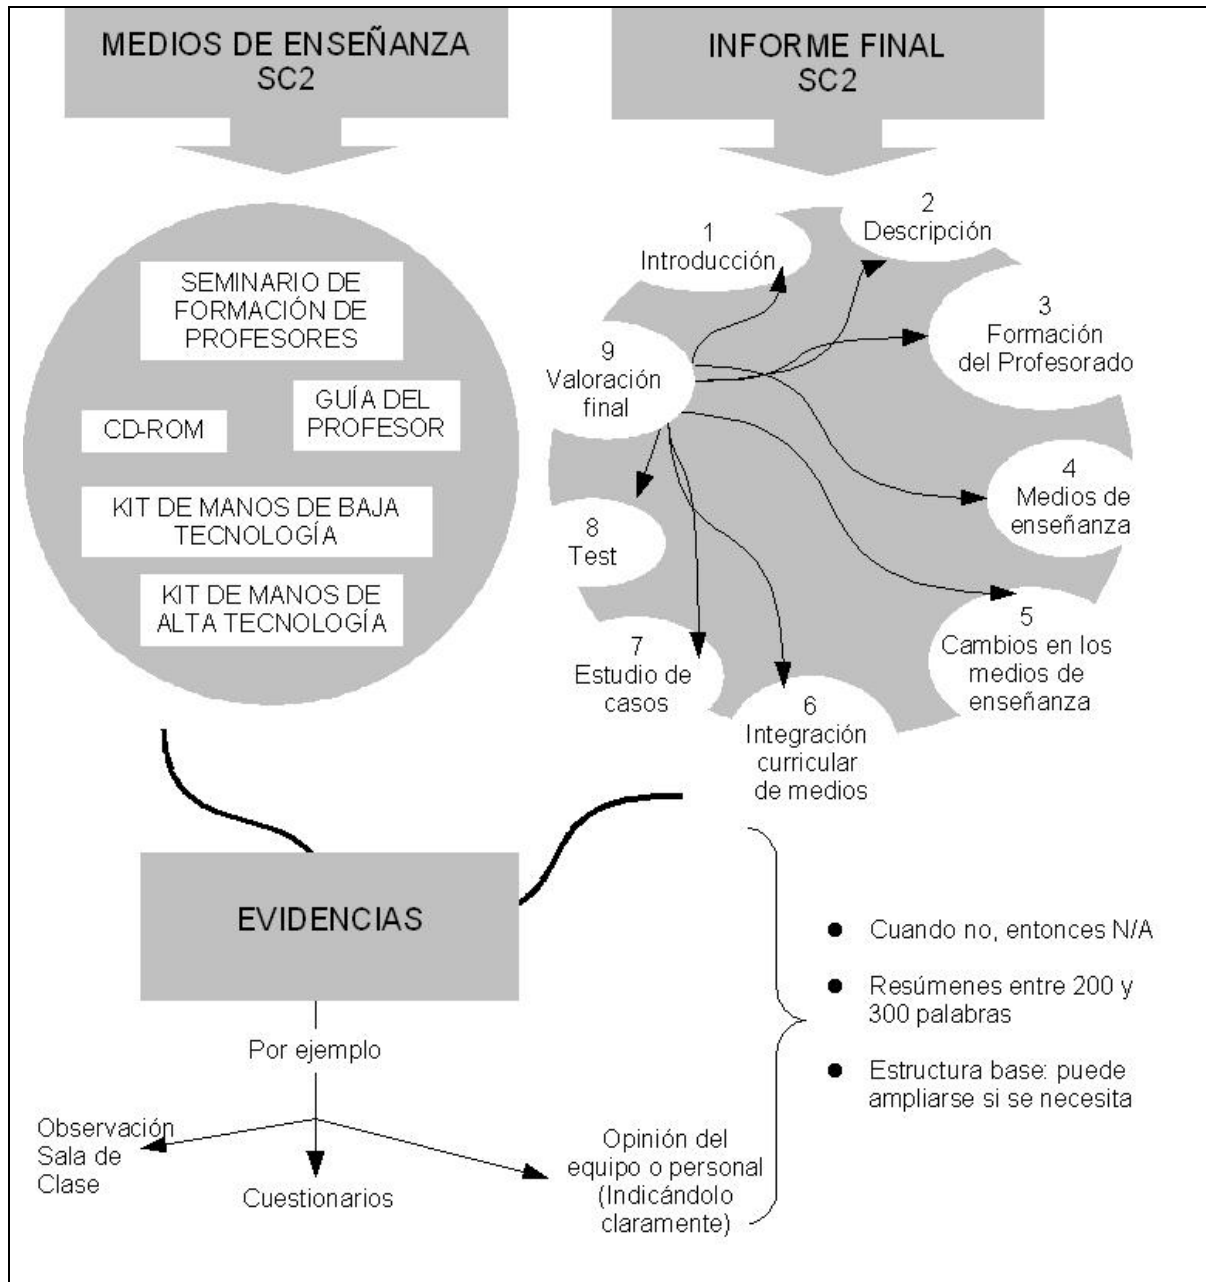 MEDIOS DE ENSEÑANZA
SC2
SEMINARIO DE
FORMACIÓN DE
PROFESORES
CD-ROM
GUÍA DEL
PROFESOR
KIT DE MANOS DE BAJA
TECNOLOGÍA
KIT DE MANOS DE
ALTA TECNOLOGÍA
INFORME FINAL
SC2
1
Introducción
2
Descripción
3
Formación
del Profesorado
4
Medios de
enseñanza
5
Cambios en los
medios de
enseñanza
6
Integración
curricular
de medios
7
Estudio de
casos
8
Test
9
Valoración
final
EVIDENCIAS
Por ejemplo
Observación
Sala de
Clase
Cuestionarios
Opinión del
equipo o personal
(Indicándolo
claramente)
● Cuando no, entonces N/A
● Resúmenes entre 200 y
300 palabras
● Estructura base: puede
ampliarse si se necesita